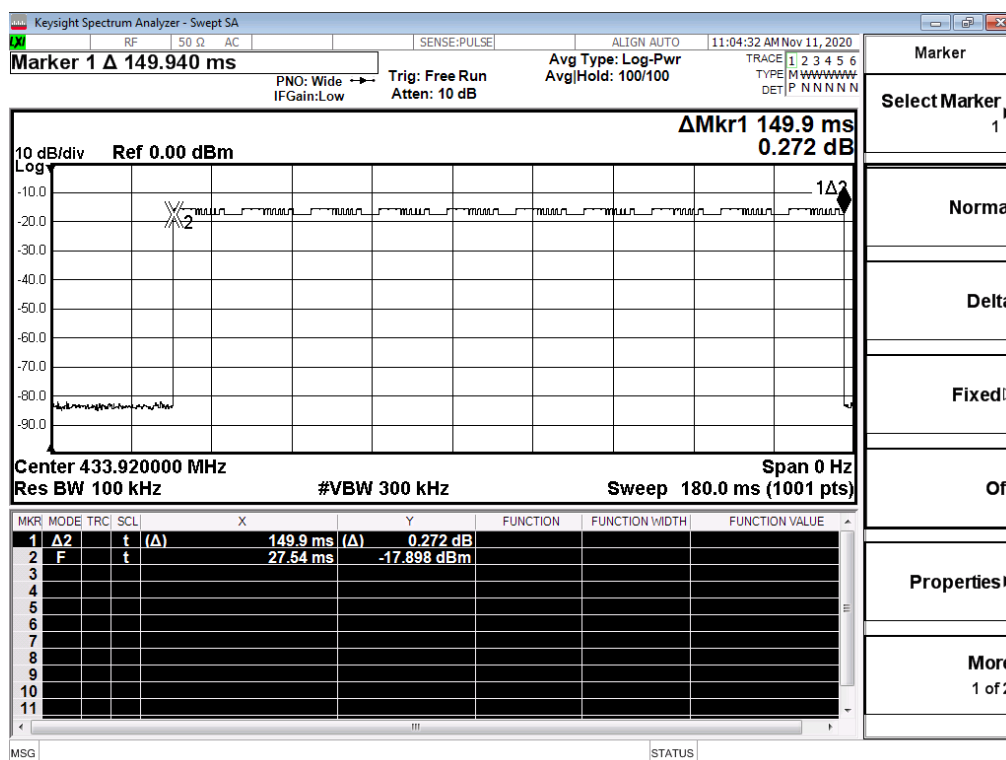 Keysight Spectrum Analyzer - Swept SA
LXI RF 50 Ω AC SENSE:PULSE ALIGN AUTO 11:04:32 AM Nov 11, 2020
Marker 1 Δ 149.940 ms
PNO: Wide
IFGain:Low
Trig: Free Run
Atten: 10 dB
Avg Type: Log-Pwr
Avg|Hold: 100/100
TRACE 1 2 3 4 5 6
TYPE M WWWWW
DET P N N N N N
ΔMkr1 149.9 ms
0.272 dB
10 dB/div Ref 0.00 dBm
Log
-10.0
-20.0
-30.0
-40.0
-50.0
-60.0
-70.0
-80.0
-90.0
1Δ2
2
Center 433.920000 MHz Span 0 Hz
Res BW 100 kHz #VBW 300 kHz Sweep 180.0 ms (1001 pts)
MKR MODE TRC SCL X Y FUNCTION FUNCTION WIDTH FUNCTION VALUE
1 Δ2 t (Δ) 149.9 ms (Δ) 0.272 dB
2 F t 27.54 ms -17.898 dBm
3
4
5
6
7
8
9
10
11
MSG STATUS
Marker
Select Marker
1
Norma
Delta
Fixed
Of
Properties
More
1 of 2